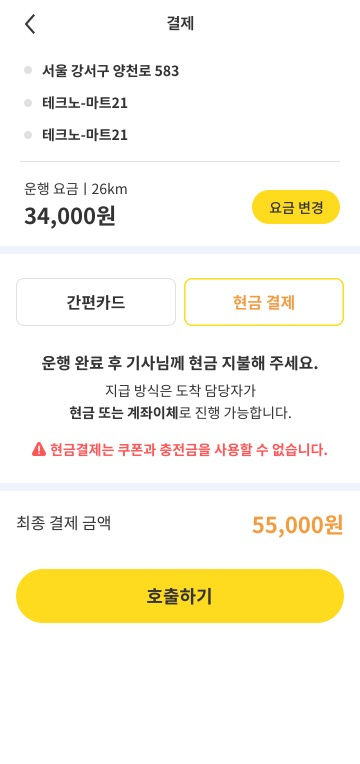 결제
서울 강서구 양천로 583
테크노-마트21
테크노-마트21
운행 요금 | 26km
34,000원
요금 변경
간편카드
현금 결제
운행 완료 후 기사님께 현금 지불해 주세요.
지급 방식은 도착 담당자가
현금 또는 계좌이체로 진행 가능합니다.
현금결제는 쿠폰과 충전금을 사용할 수 없습니다.
최종 결제 금액
55,000원
호출하기